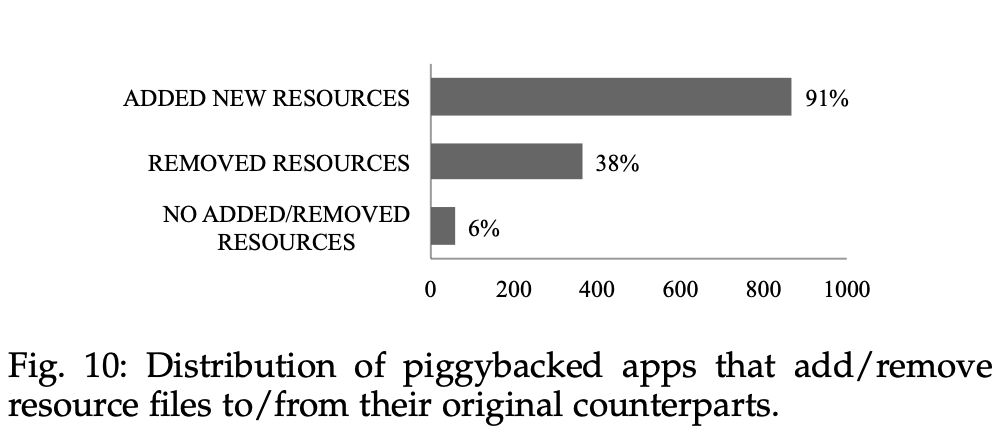 ADDED NEW RESOURCES 91%
REMOVED RESOURCES 38%
NO ADDED/REMOVED
RESOURCES 6%
0 200 400 600 800 1000
Fig. 10: Distribution of piggybacked apps that add/remove
resource files to/from their original counterparts.